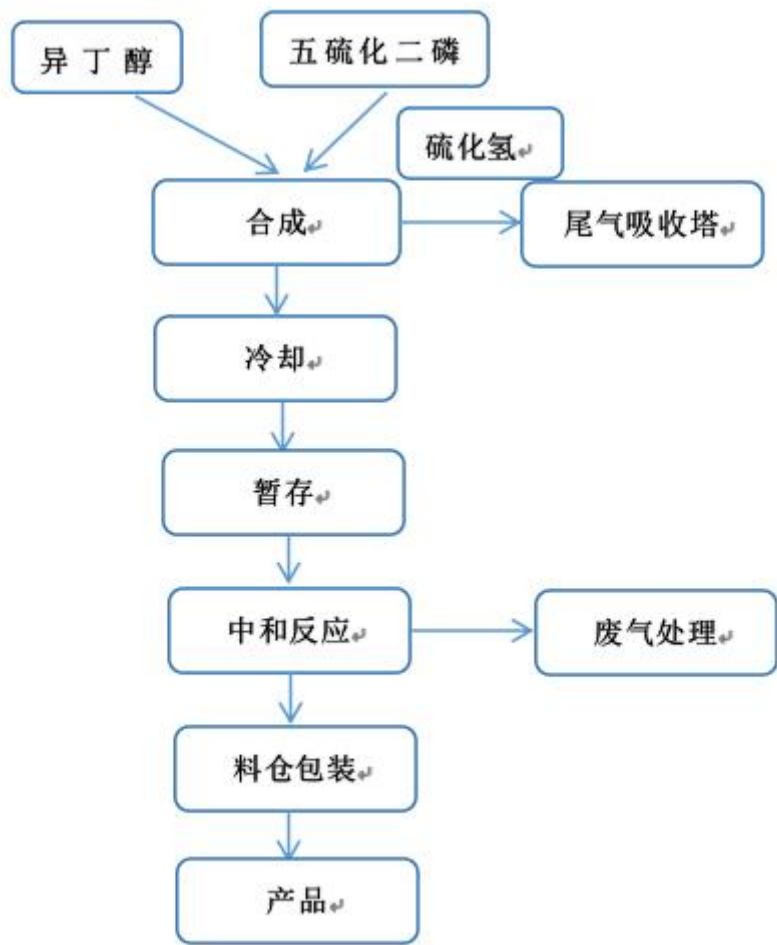 异丁醇
五硫化二磷
硫化氢
合成
尾气吸收塔
冷却
暂存
中和反应
废气处理
料仓包装
产品